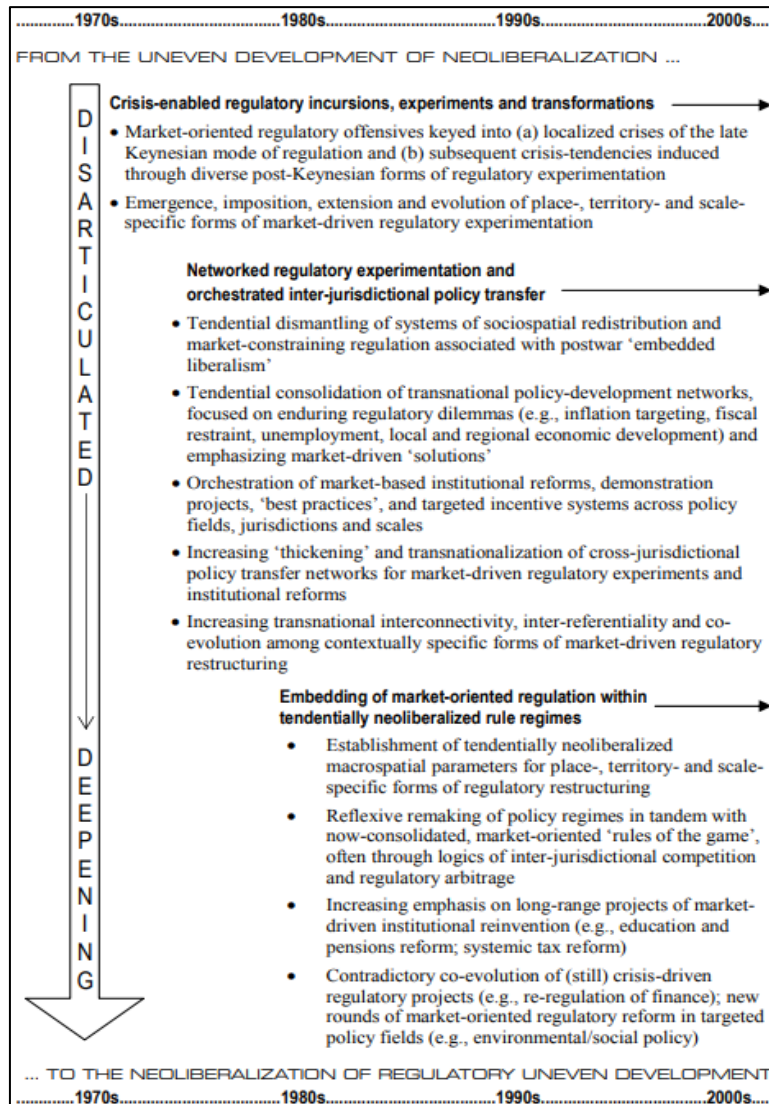 ............1970s..........................1980s...........................1990s..........................2000s....
FROM THE UNEVEN DEVELOPMENT OF NEOLIBERALIZATION ...
DISARTICULATED
DEEPENING
Crisis-enabled regulatory incursions, experiments and transformations
• Market-oriented regulatory offensives keyed into (a) localized crises of the late
Keynesian mode of regulation and (b) subsequent crisis-tendencies induced
through diverse post-Keynesian forms of regulatory experimentation
• Emergence, imposition, extension and evolution of place-, territory- and scale-
specific forms of market-driven regulatory experimentation
Networked regulatory experimentation and
orchestrated inter-jurisdictional policy transfer
• Tendential dismantling of systems of sociospatial redistribution and
market-constraining regulation associated with postwar ‘embedded
liberalism’
• Tendential consolidation of transnational policy-development networks,
focused on enduring regulatory dilemmas (e.g., inflation targeting, fiscal
restraint, unemployment, local and regional economic development) and
emphasizing market-driven ‘solutions’
• Orchestration of market-based institutional reforms, demonstration
projects, ‘best practices’, and targeted incentive systems across policy
fields, jurisdictions and scales
• Increasing ‘thickening’ and transnationalization of cross-jurisdictional
policy transfer networks for market-driven regulatory experiments and
institutional reforms
• Increasing transnational interconnectivity, inter-referentiality and co-
evolution among contextually specific forms of market-driven regulatory
restructuring
Embedding of market-oriented regulation within
tendentially neoliberalized rule regimes
• Establishment of tendentially neoliberalized
macrospatial parameters for place-, territory- and scale-
specific forms of regulatory restructuring
• Reflexive remaking of policy regimes in tandem with
now-consolidated, market-oriented ‘rules of the game’,
often through logics of inter-jurisdictional competition
and regulatory arbitrage
• Increasing emphasis on long-range projects of market-
driven institutional reinvention (e.g., education and
pensions reform; systemic tax reform)
• Contradictory co-evolution of (still) crisis-driven
regulatory projects (e.g., re-regulation of finance); new
rounds of market-oriented regulatory reform in targeted
policy fields (e.g., environmental/social policy)
... TO THE NEOLIBERALIZATION OF REGULATORY UNEVEN DEVELOPMENT
............1970s..........................1980s...........................1990s..........................2000s....